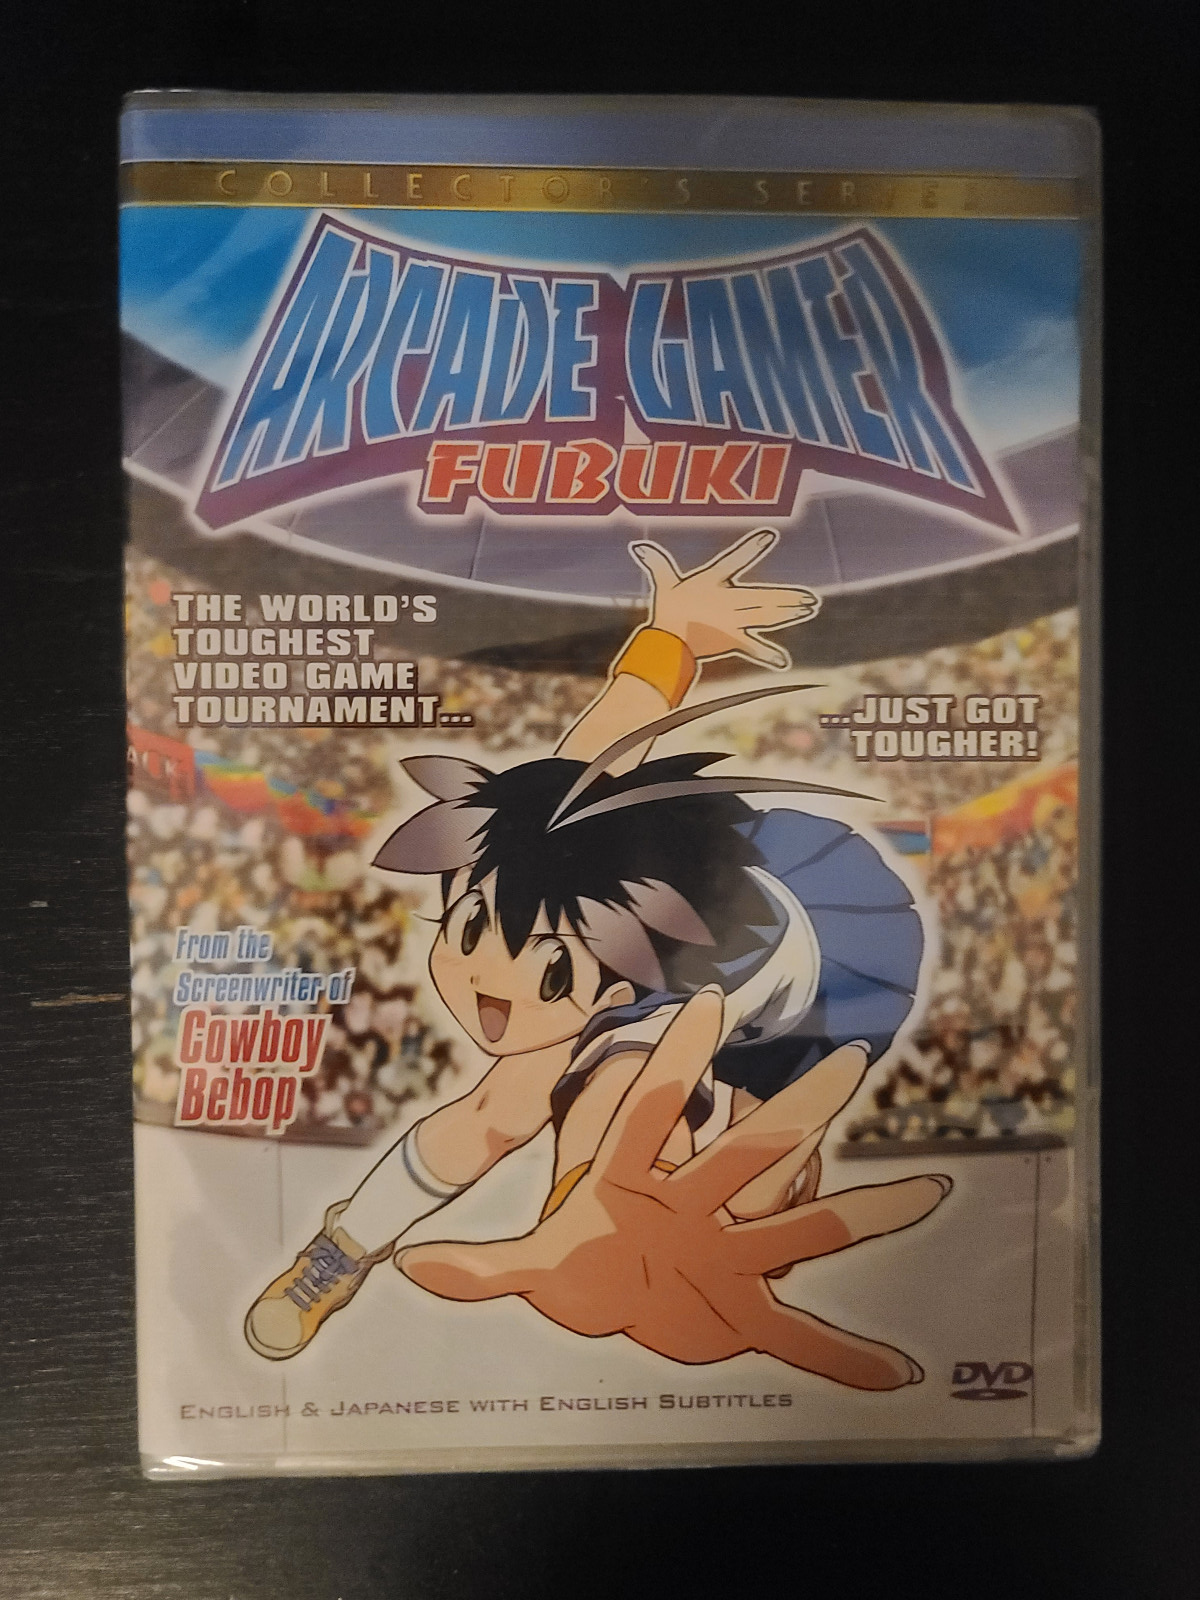 COLLECTOR'S SERIES
ARCADE GAMER
FUBUKI
THE WORLD'S
TOUGHEST
VIDEO GAME
TOURNAMENT...
...JUST GOT
TOUGHER!
From the
Screenwriter of
Cowboy
Bebop
ENGLISH & JAPANESE WITH ENGLISH SUBTITLES
DVD